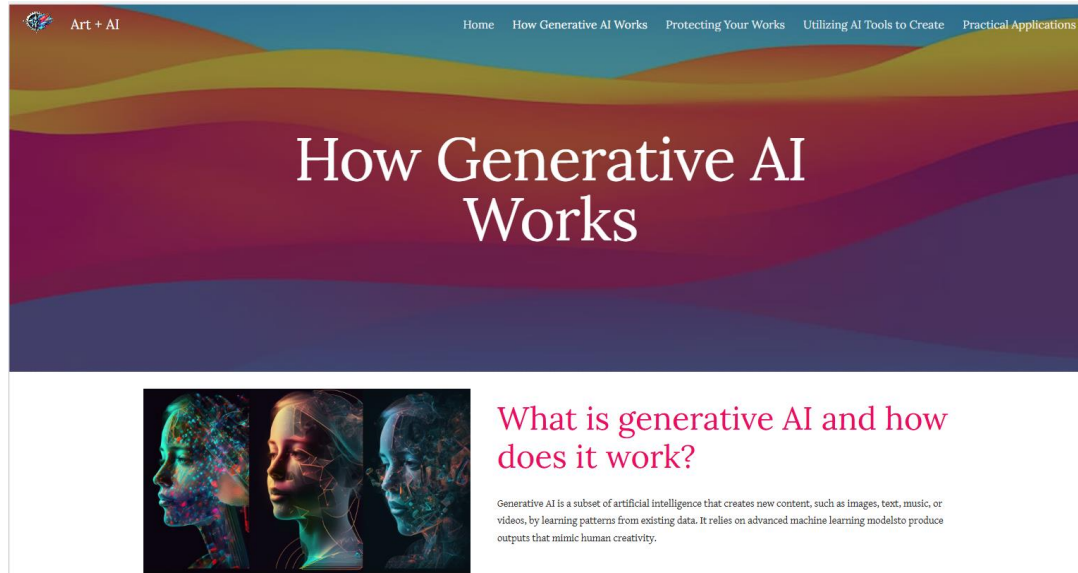 Art + AI
Home How Generative AI Works Protecting Your Works Utilizing AI Tools to Create Practical Applications
How Generative AI
Works
What is generative AI and how
does it work?
Generative AI is a subset of artificial intelligence that creates new content, such as images, text, music, or
videos, by learning patterns from existing data. It relies on advanced machine learning modelsto produce
outputs that mimic human creativity.